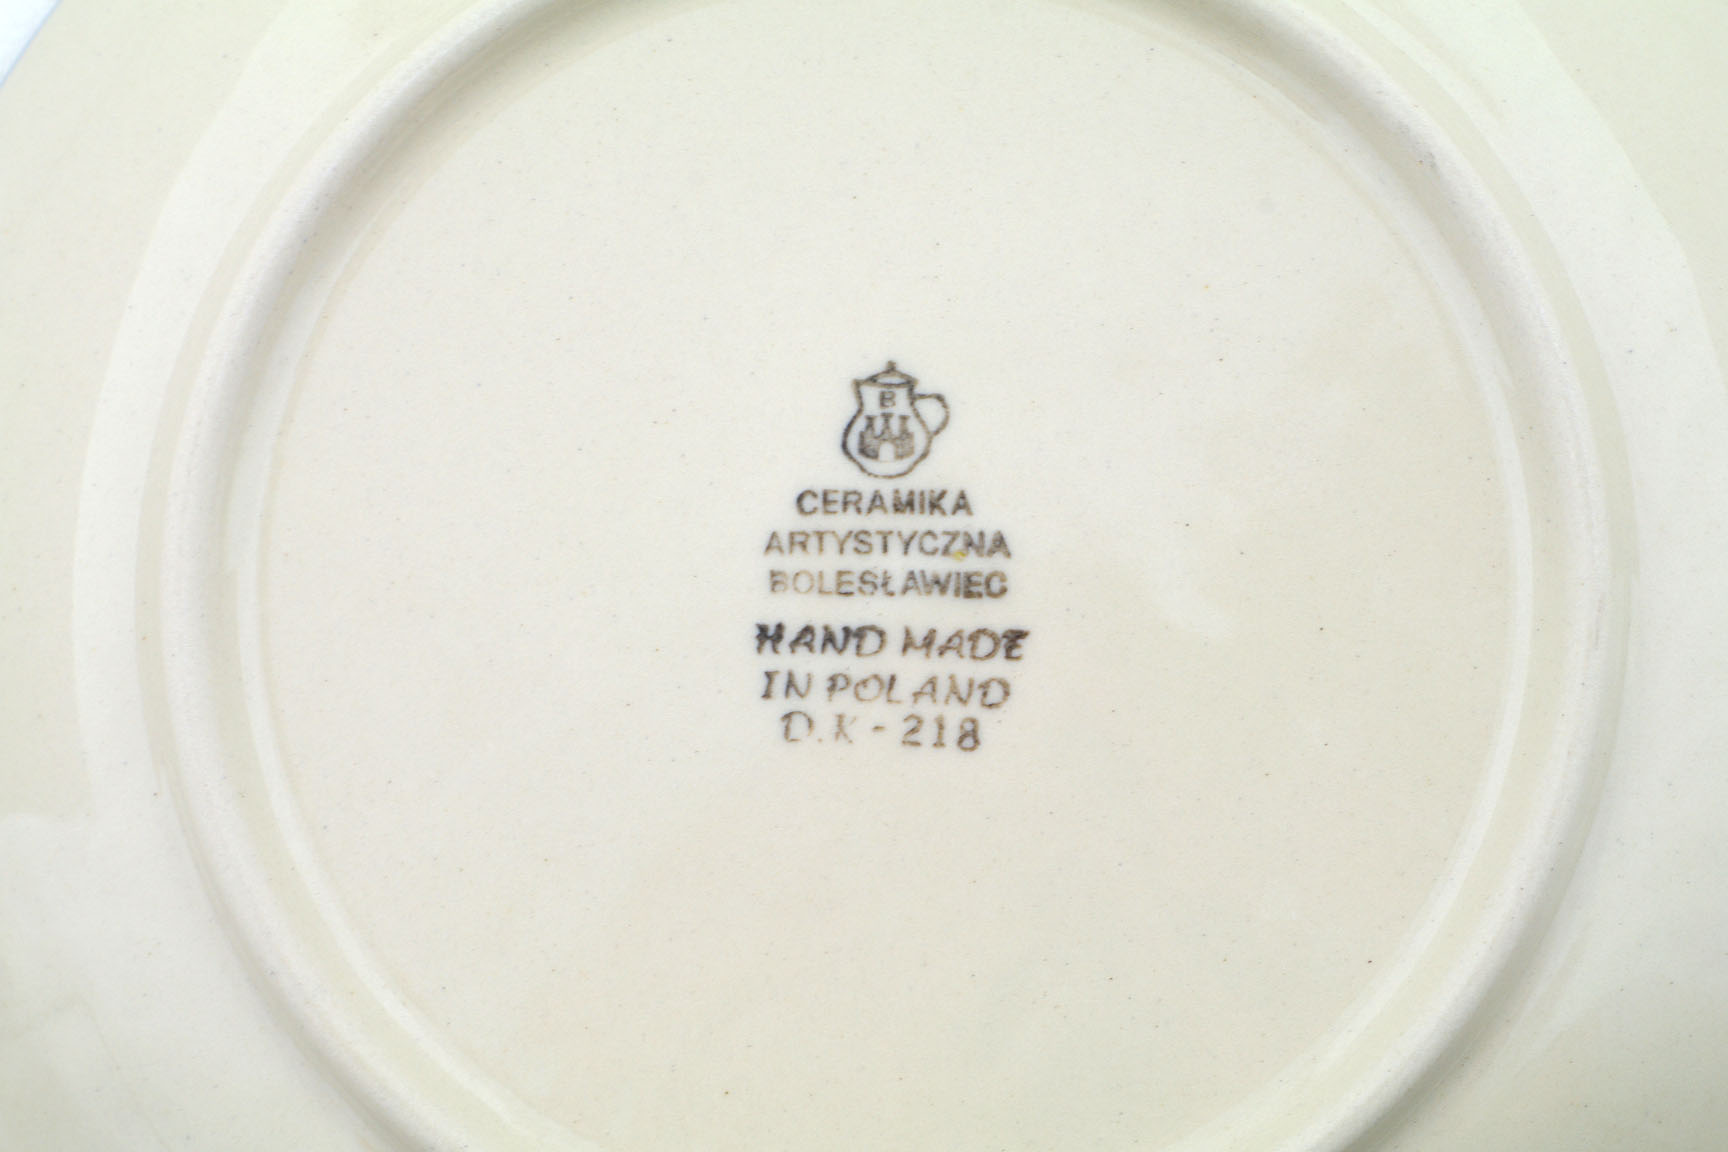 B
CERAMIKA
ARTYSTYCZNA
BOLESŁAWIEC
HAND MADE
IN POLAND
D.K - 218